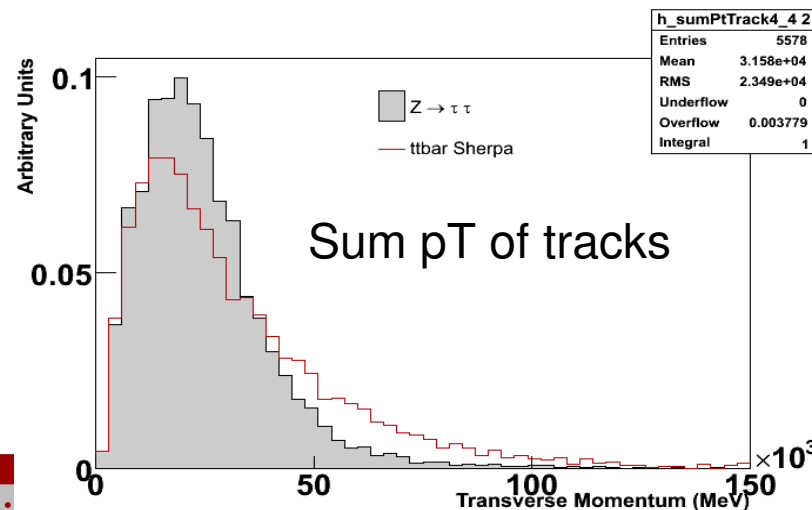 h_sumPtTrack4_4 2
Entries 5578
Mean 3.158e+04
RMS 2.349e+04
Underflow 0
Overflow 0.003779
Integral 1
Arbitrary Units
0.1
0.05
0
Z → τ τ
ttbar Sherpa
Sum pT of tracks
0 50 100 150
×10³
Transverse Momentum (MeV)